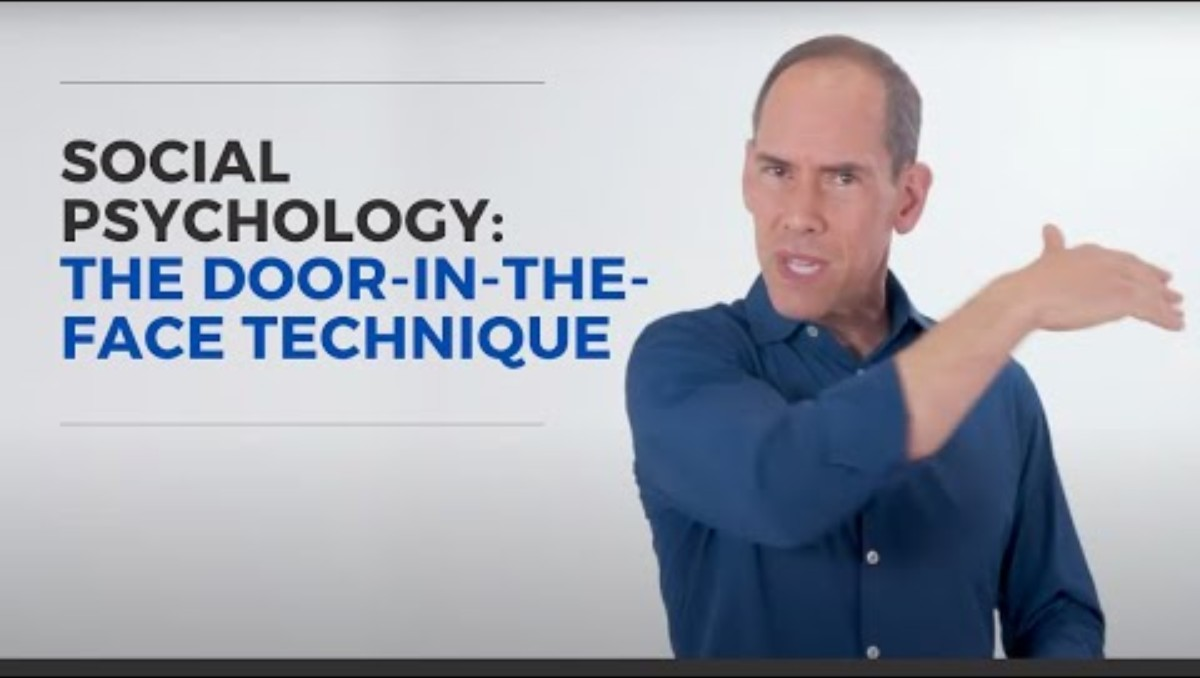 SOCIAL
PSYCHOLOGY:
THE DOOR-IN-THE-
FACE TECHNIQUE